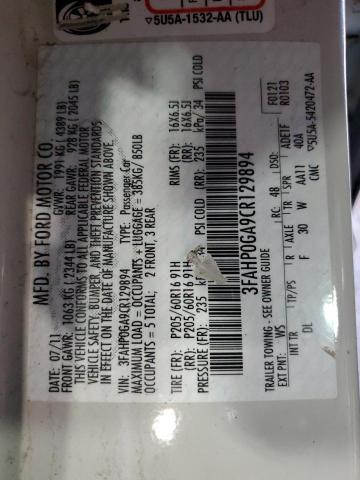 ▽5U5A-1532-AA (TLU)
MFD. BY FORD MOTOR CO.
DATE: 07/11 GVWR: 1991 KG ( 4389 LB)
FRONT GAWR: 1063 KG ( 2344 LB) REAR GAWR: 928 KG ( 2045 LB)
THIS VEHICLE CONFORMS TO ALL APPLICABLE FEDERAL MOTOR
VEHICLE SAFETY, BUMPER, AND THEFT PREVENTION STANDARDS
IN EFFECT ON THE DATE OF MANUFACTURE SHOWN ABOVE.
VIN: 3FAHP0GA9CR129894 TYPE: Passenger Car
MAXIMUM LOAD = OCCUPANTS + LUGGAGE = 385KG/ 850LB
OCCUPANTS = 5 TOTAL: 2 FRONT, 3 REAR
TIRE (FR): P205/60R16 91H RIMS (FR): 16X6.5J
(RR): P205/60R16 91H (RR): 16X6.5J
PRESSURE (FR): 235 kPa/ 34 PSI COLD
(RR): 235 kPa/ 34 PSI COLD
3FAHP0GA9CR129894
F0121
R0103
TRAILER TOWING - SEE OWNER GUIDE
EXT PNT: WS RC: 48 DSO:
INT TR TP/PS R AXLE TR SPR ADETF
DL F 30 W AA11 40A
CMC
▽5U5A-5420472-AA